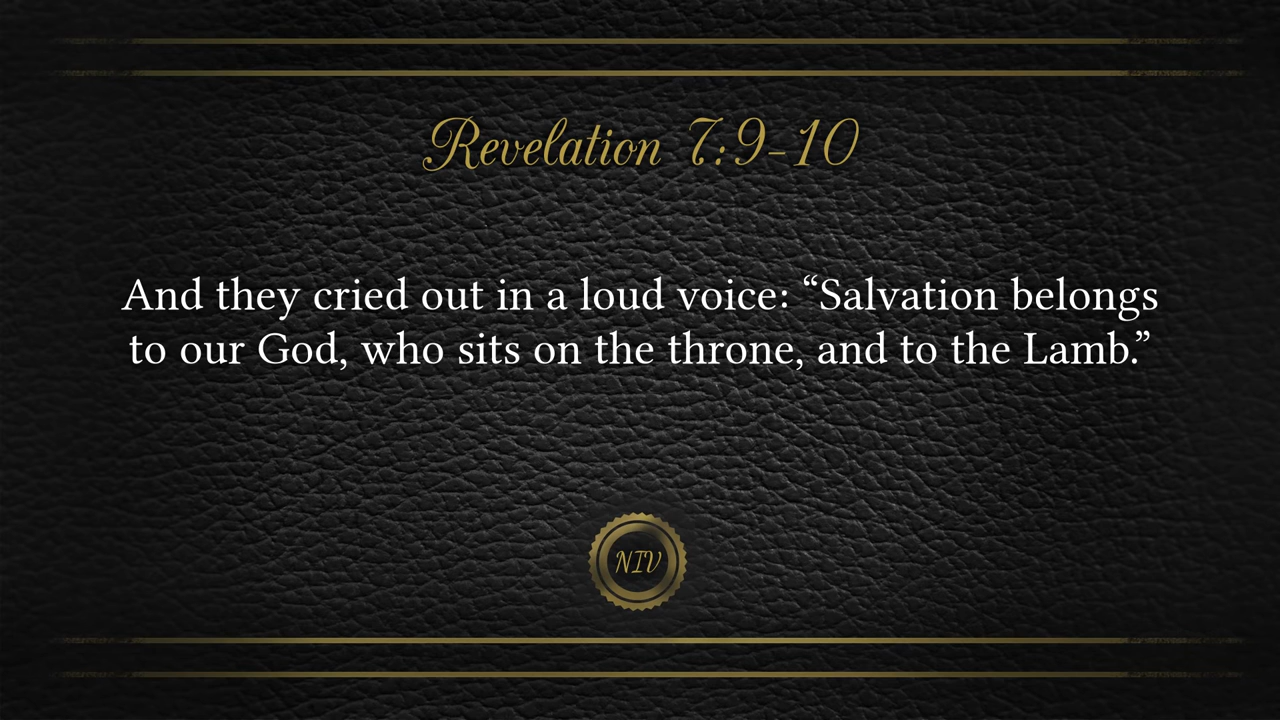 Revelation 7:9-10
And they cried out in a loud voice: “Salvation belongs
to our God, who sits on the throne, and to the Lamb.”
NIV